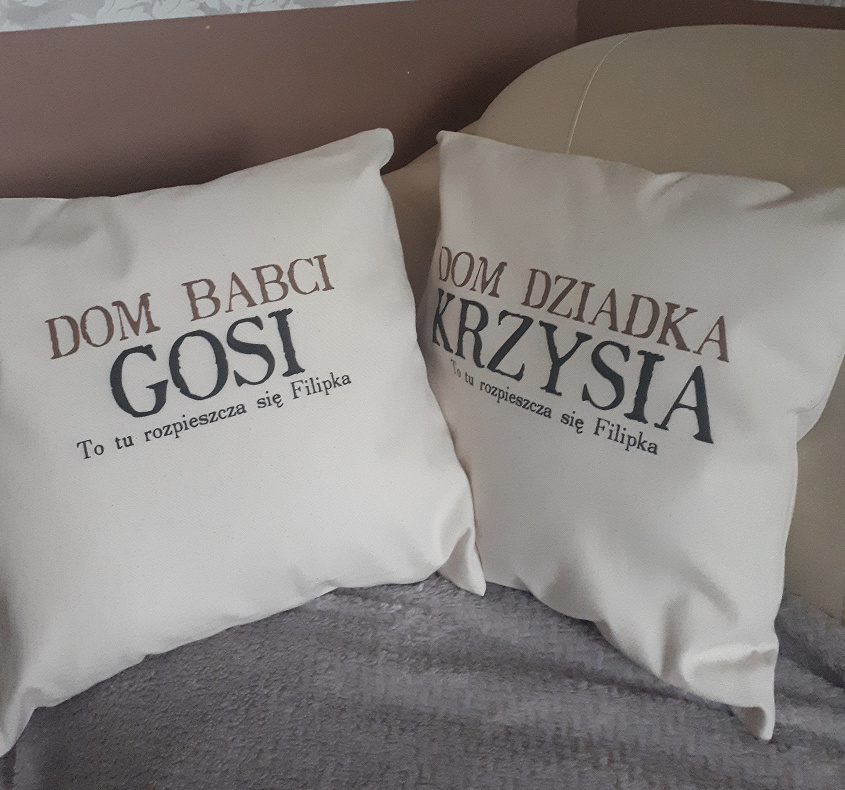 DOM BABCI
GOSI
To tu rozpieszcza się Filipka
DOM DZIADKA
KRZYSIA
To tu rozpieszcza się Filipka